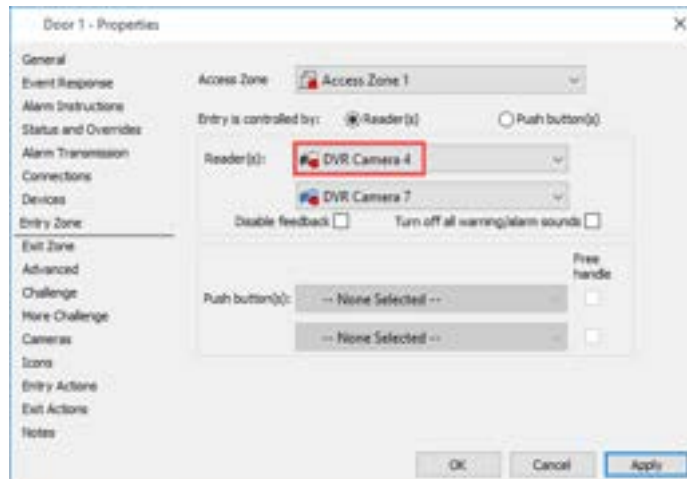 Door 1 - Properties
General
Event Response
Alarm Instructions
Status and Overrides
Alarm Transmission
Connections
Devices
Entry Zone
Exit Zone
Advanced
Challenge
More Challenge
Cameras
Icons
Entry Actions
Exit Actions
Notes
Access Zone
Access Zone 1
Entry is controlled by:
Reader(s)
Push button(s)
Reader(s):
DVR Camera 4
DVR Camera 7
Disable feedback
Turn off all warning/alarm sounds
Free
handle
Push button(s):
-- None Selected --
-- None Selected --
OK
Cancel
Apply